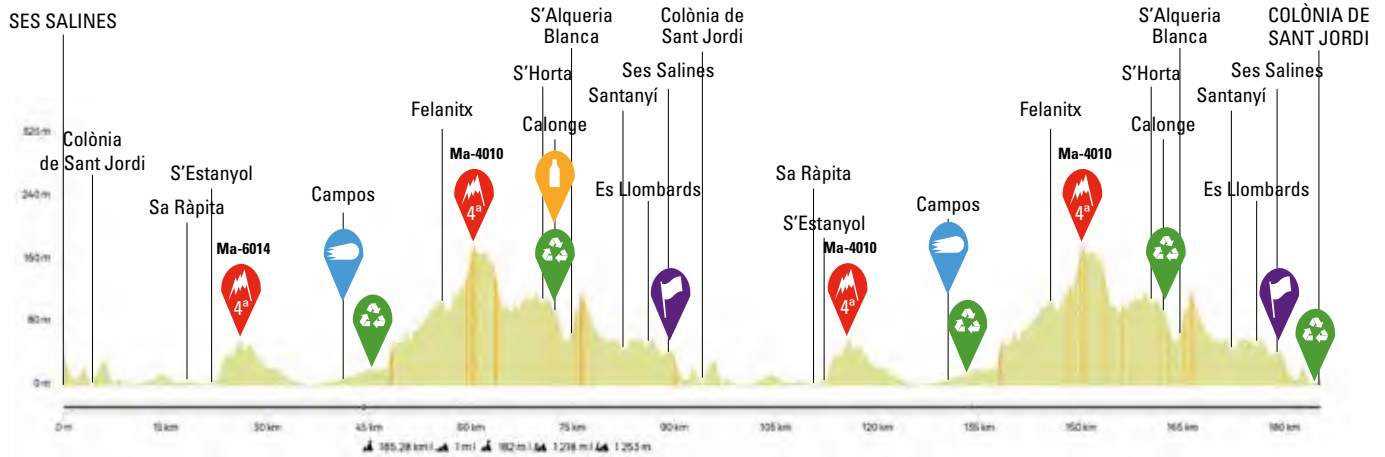 SES SALINES
S'Alqueria
Blanca
Colònia de
Sant Jordi
S'Alqueria
Blanca
COLÒNIA DE
SANT JORDI
S'Horta
Ses Salines
S'Horta
Ses Salines
Santanyí
Santanyí
Felanitx
Calonge
Felanitx
Calonge
320 m
Colònia
de Sant Jordi
S'Estanyol
Ma-4010
Sa Ràpita
Ma-4010
240 m
Sa Ràpita
Campos
Es Llombards
Campos
Es Llombards
4ª
4ª
S'Estanyol
Ma-6014
Ma-4010
160 m
4ª
4ª
80 m
0 m
0 m
15 km
30 km
45 km
60 km
75 km
90 km
105 km
120 km
135 km
150 km
165 km
180 km
185,28 km | 1 m | 182 m | 1 238 m | 1 253 m